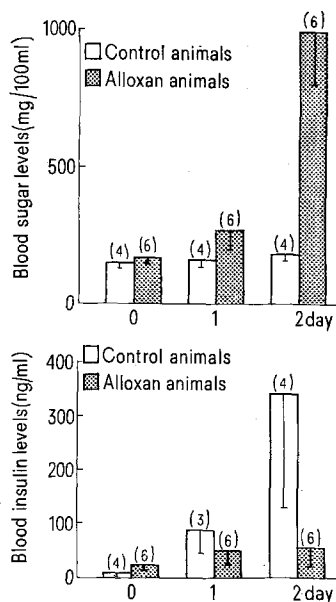 Blood sugar levels(mg/100ml)
1000
500
0
Control animals
Alloxan animals
(4) (6) (4) (6) (4) (6)
0 1 2day
Blood insulin levels(ng/ml)
400
300
200
100
0
Control animals
Alloxan animals
(4) (6) (3) (6) (4) (6)
0 1 2day